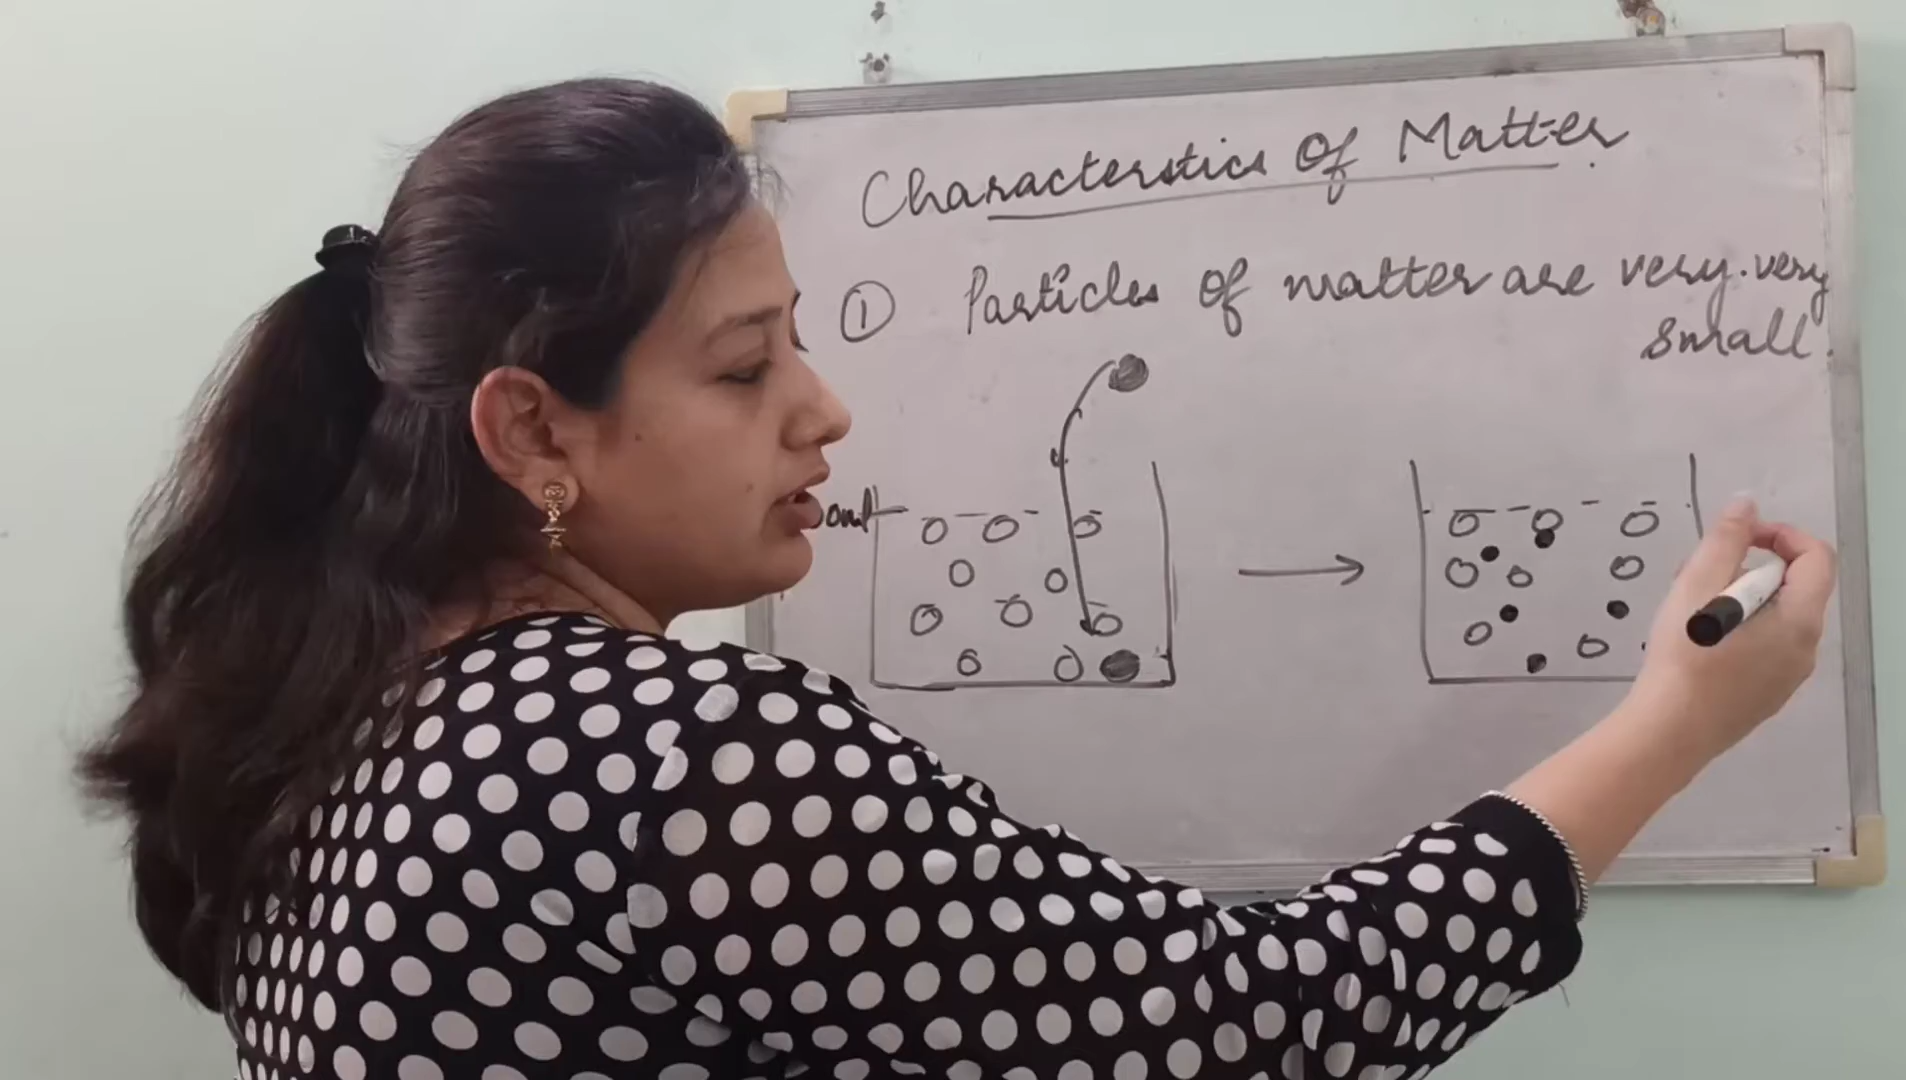 Characterstics Of Matter
① Particles of matter are very.very
small.